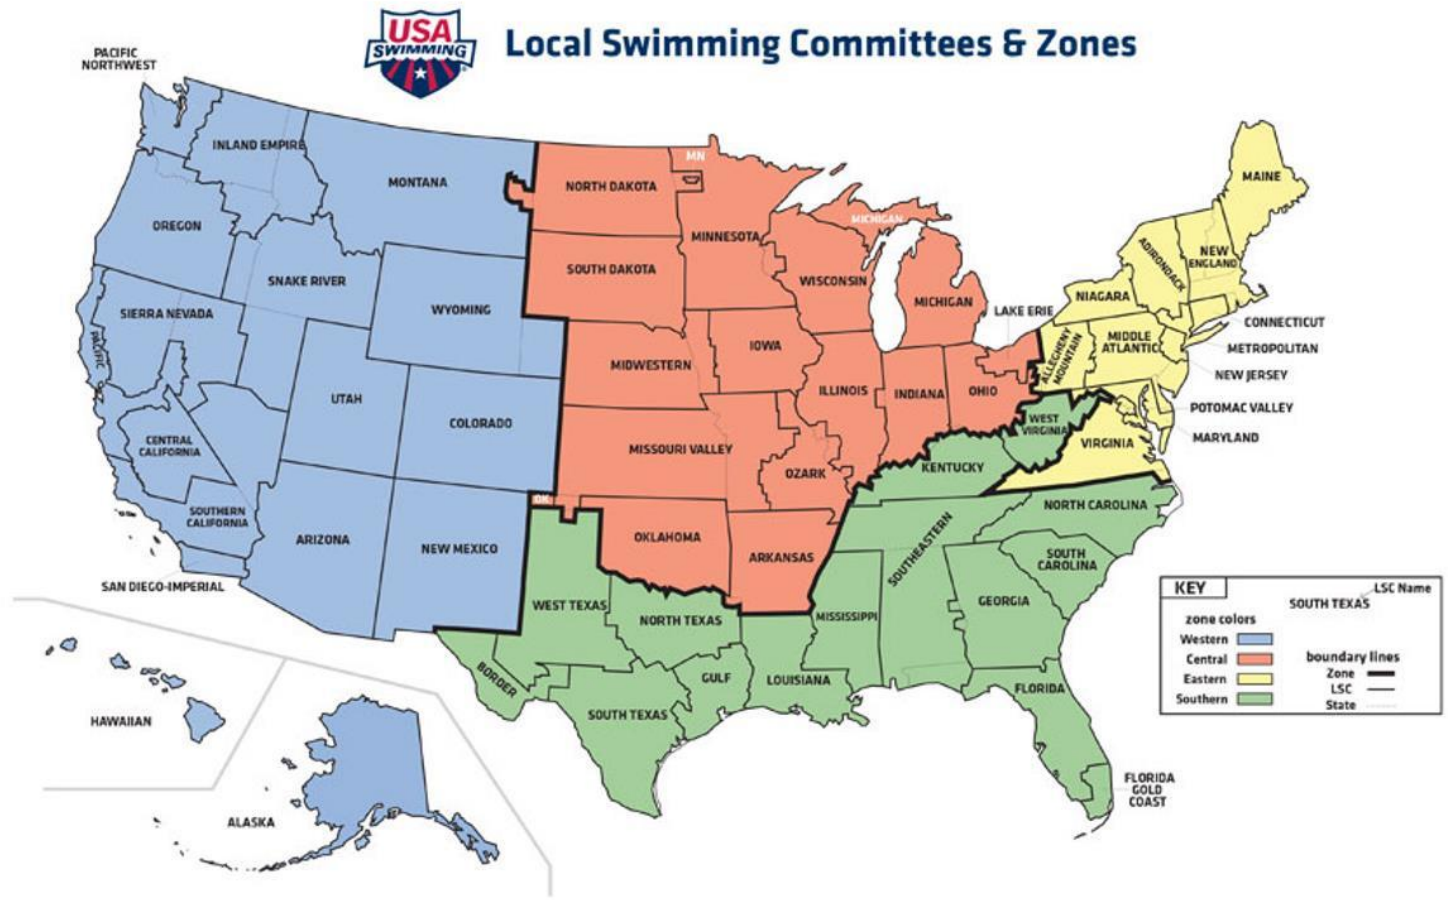 USA
SWIMMING
Local Swimming Committees & Zones
PACIFIC
NORTHWEST
INLAND EMPIRE
MONTANA
OREGON
SNAKE RIVER
WYOMING
SIERRA NEVADA
PACIFIC
UTAH
COLORADO
CENTRAL
CALIFORNIA
SOUTHERN
CALIFORNIA
ARIZONA
NEW MEXICO
SAN DIEGO-IMPERIAL
HAWAIIAN
ALASKA
NORTH DAKOTA
MN
MINNESOTA
SOUTH DAKOTA
MICHIGAN
WISCONSIN
MICHIGAN
LAKE ERIE
IOWA
MIDWESTERN
ILLINOIS
INDIANA
OHIO
MISSOURI VALLEY
OZARK
OK
OKLAHOMA
ARKANSAS
MAINE
ADIRONDACK
NEW
ENGLAND
NIAGARA
CONNECTICUT
ALLEGHENY
MOUNTAIN
MIDDLE
ATLANTIC
METROPOLITAN
NEW JERSEY
POTOMAC VALLEY
MARYLAND
VIRGINIA
WEST
VIRGINIA
KENTUCKY
NORTH CAROLINA
SOUTHEASTERN
SOUTH
CAROLINA
GEORGIA
MISSISSIPPI
WEST TEXAS
NORTH TEXAS
BORDER
GULF
LOUISIANA
SOUTH TEXAS
FLORIDA
FLORIDA
GOLD
COAST
KEY
LSC Name
SOUTH TEXAS
zone colors
Western
Central
Eastern
Southern
boundary lines
Zone
LSC
State